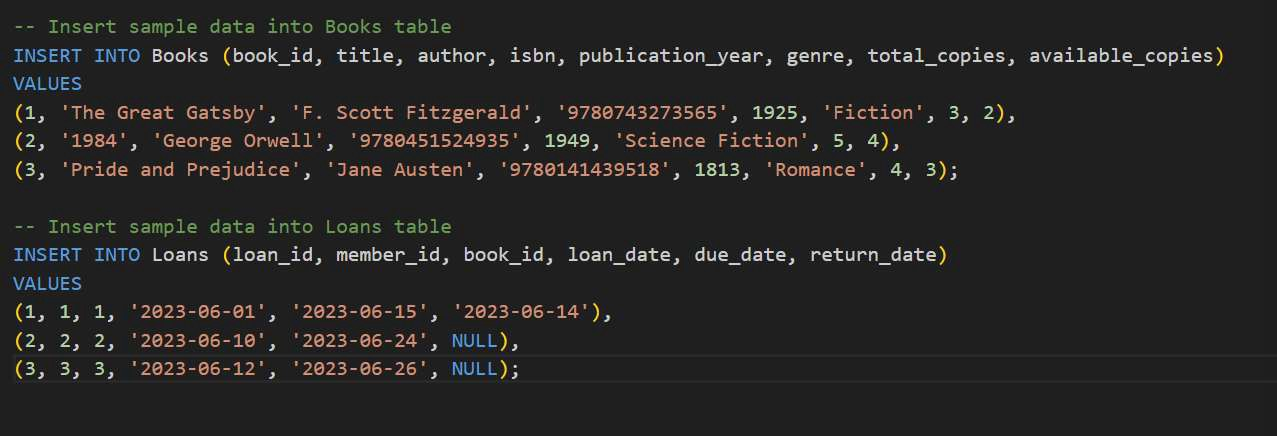 -- Insert sample data into Books table
INSERT INTO Books (book_id, title, author, isbn, publication_year, genre, total_copies, available_copies)
VALUES
(1, 'The Great Gatsby', 'F. Scott Fitzgerald', '9780743273565', 1925, 'Fiction', 3, 2),
(2, '1984', 'George Orwell', '9780451524935', 1949, 'Science Fiction', 5, 4),
(3, 'Pride and Prejudice', 'Jane Austen', '9780141439518', 1813, 'Romance', 4, 3);
-- Insert sample data into Loans table
INSERT INTO Loans (loan_id, member_id, book_id, loan_date, due_date, return_date)
VALUES
(1, 1, 1, '2023-06-01', '2023-06-15', '2023-06-14'),
(2, 2, 2, '2023-06-10', '2023-06-24', NULL),
(3, 3, 3, '2023-06-12', '2023-06-26', NULL);